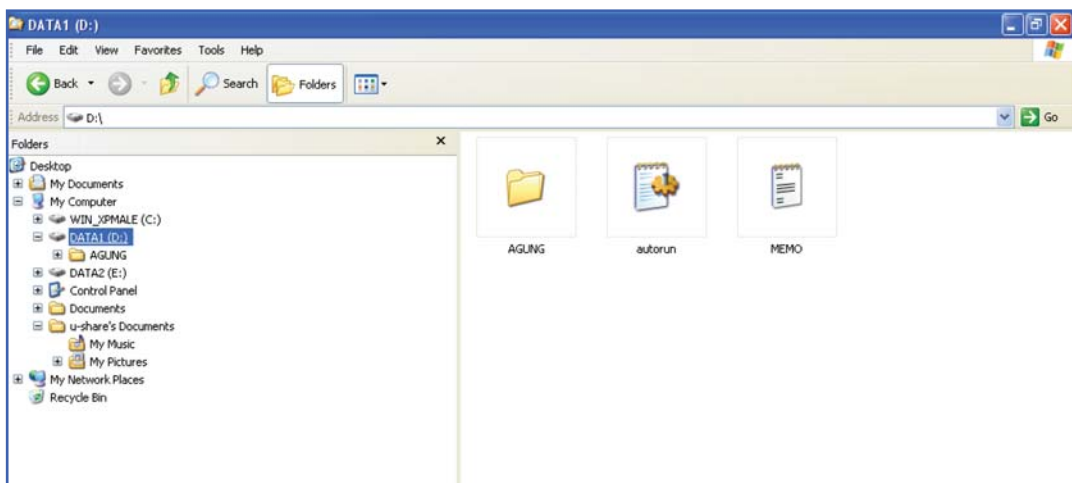 DATA1 (D:)
File Edit View Favorites Tools Help
Back Search Folders
Address D:\ Go
Folders
Desktop
My Documents
My Computer
WIN_XPMALE (C:)
DATA1 (D:)
AGUNG
DATA2 (E:)
Control Panel
Documents
u-share's Documents
My Music
My Pictures
My Network Places
Recycle Bin
AGUNG autorun MEMO